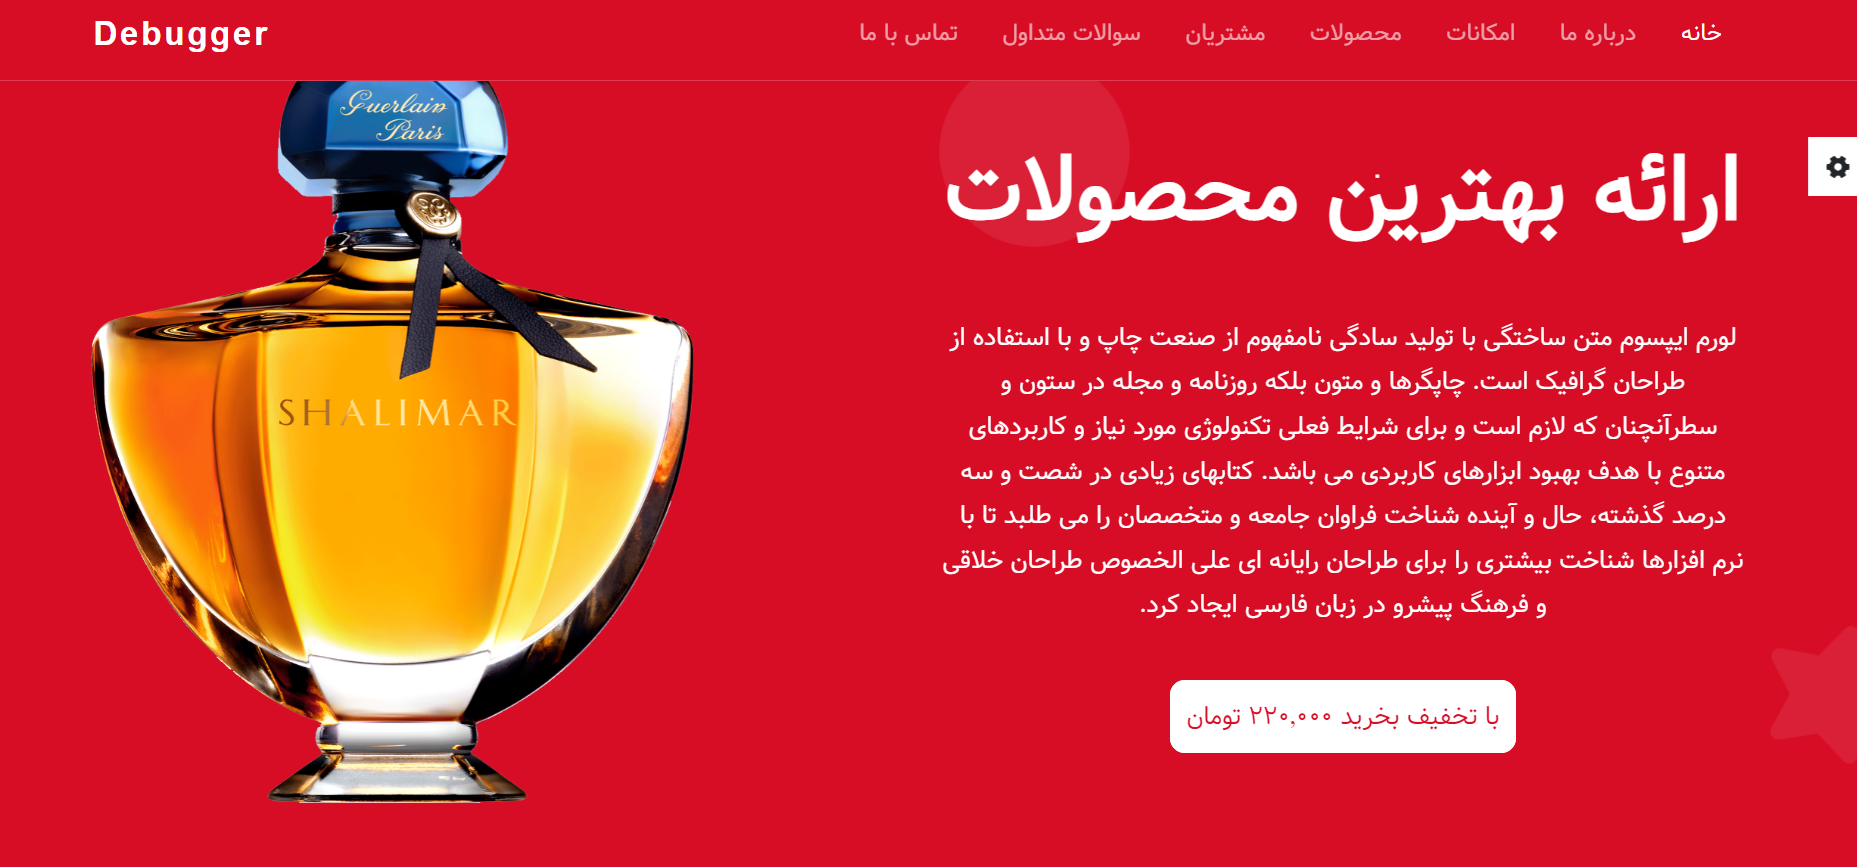 Debugger
خانه
درباره ما
امکانات
محصولات
مشتریان
سوالات متداول
تماس با ما
Guerlain
Paris
SHALIMAR
ارائه بهترین محصولات
لورم ایپسوم متن ساختگی با تولید سادگی نامفهوم از صنعت چاپ و با استفاده از
طراحان گرافیک است. چاپگرها و متون بلکه روزنامه و مجله در ستون و
سطرآنچنان که لازم است و برای شرایط فعلی تکنولوژی مورد نیاز و کاربردهای
متنوع با هدف بهبود ابزارهای کاربردی می باشد. کتابهای زیادی در شصت و سه
درصد گذشته، حال و آینده شناخت فراوان جامعه و متخصصان را می طلبد تا با
نرم افزارها شناخت بیشتری را برای طراحان رایانه ای علی الخصوص طراحان خلاقی
و فرهنگ پیشرو در زبان فارسی ایجاد کرد.
با تخفیف بخرید ۲۲۰,۰۰۰ تومان